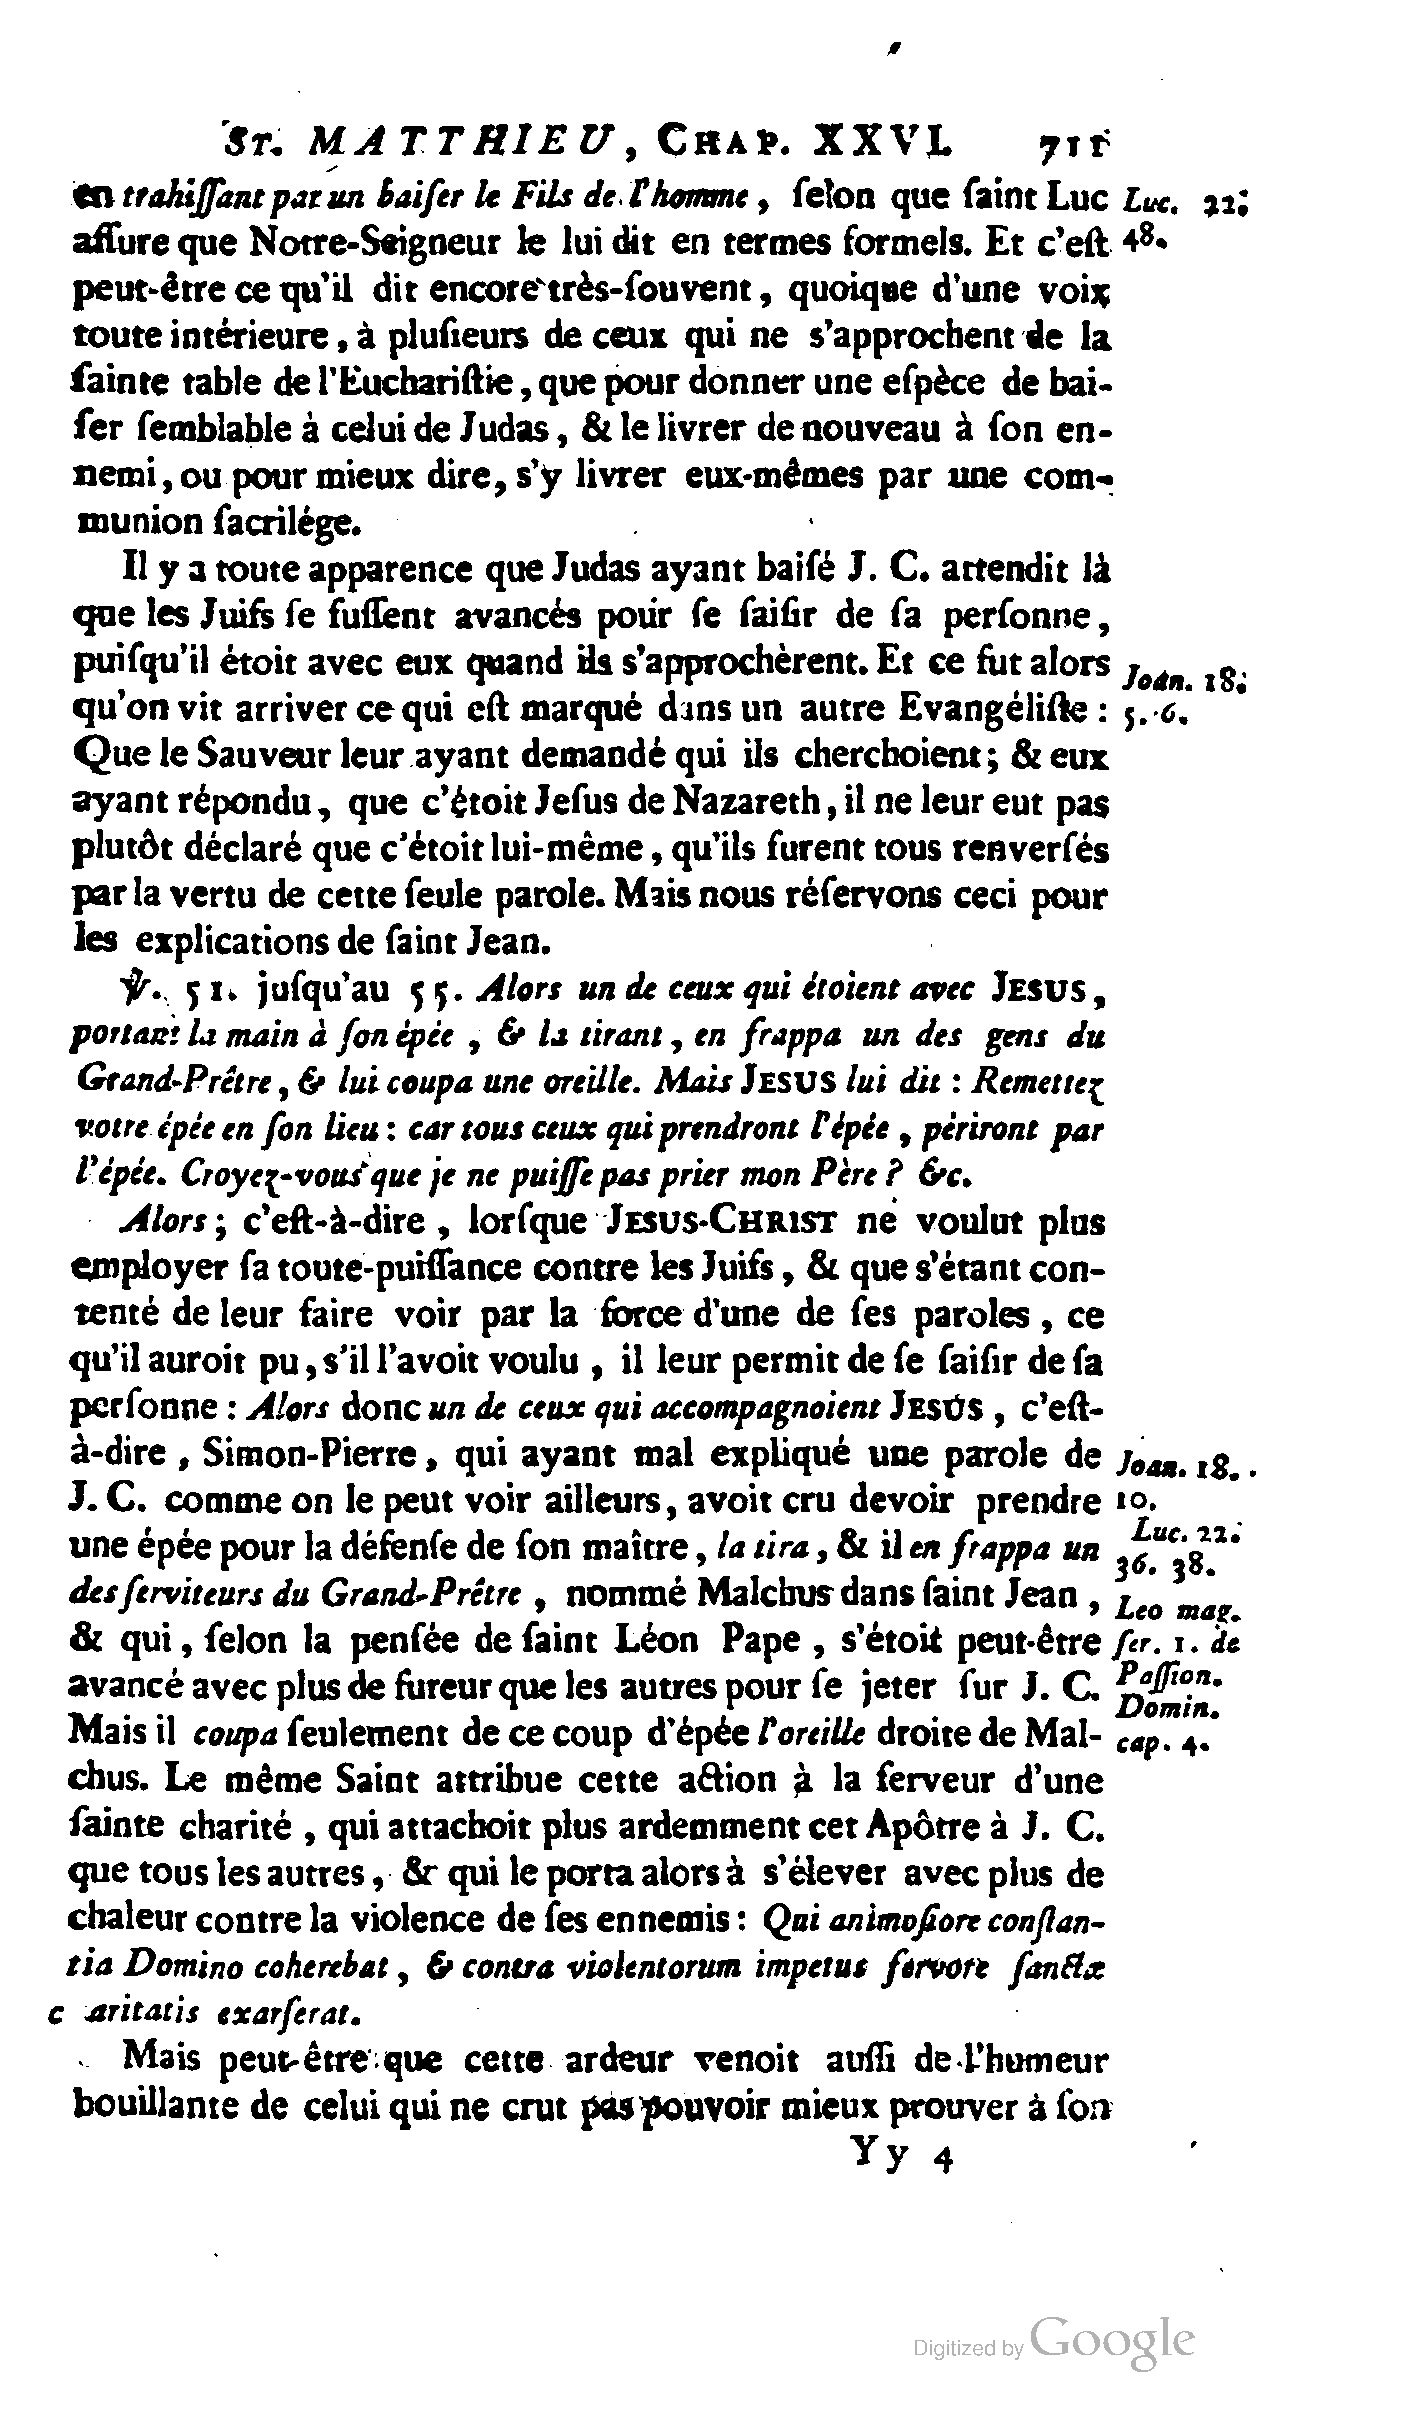 ST. MATTHIEU, CHAP. XXVI. 711
en trahiſſant par un baiſer le Fils de l'homme, ſelon que ſaint Luc
Luc. 22.
aſſure que Notre-Seigneur le lui dit en termes formels. Et c'eſt
48.
peut-être ce qu'il dit encore très-ſouvent, quoique d'une voix
toute intérieure, à pluſieurs de ceux qui ne s'approchent de la
ſainte table de l'Euchariſtie, que pour donner une eſpèce de bai-
ſer ſemblable à celui de Judas, & le livrer de nouveau à ſon en-
nemi, ou pour mieux dire, s'y livrer eux-mêmes par une com-
munion ſacrilége.
Il y a toute apparence que Judas ayant baiſé J. C. attendit là
que les Juifs ſe fuſſent avancés pour ſe ſaiſir de ſa perſonne,
puiſqu'il étoit avec eux quand ils s'approchèrent. Et ce fut alors
Joan. 18.
qu'on vit arriver ce qui eſt marqué dans un autre Evangéliſte :
5. 6.
Que le Sauveur leur ayant demandé qui ils cherchoient; & eux
ayant répondu, que c'étoit Jeſus de Nazareth, il ne leur eut pas
plutôt déclaré que c'étoit lui-même, qu'ils furent tous renverſés
par la vertu de cette ſeule parole. Mais nous réſervons ceci pour
les explications de ſaint Jean.
℣. 51. juſqu'au 55. Alors un de ceux qui étoient avec JESUS,
portant la main à ſon épée, & la tirant, en frappa un des gens du
Grand-Prêtre, & lui coupa une oreille. Mais JESUS lui dit : Remettez
votre épée en ſon lieu : car tous ceux qui prendront l'épée, périront par
l'épée. Croyez-vous que je ne puiſſe pas prier mon Père ? &c.
Alors; c'eſt-à-dire, lorſque JESUS-CHRIST ne voulut plus
employer ſa toute-puiſſance contre les Juifs, & que s'étant con-
tenté de leur faire voir par la force d'une de ſes paroles, ce
qu'il auroit pu, s'il l'avoit voulu, il leur permit de ſe ſaiſir de ſa
perſonne : Alors donc un de ceux qui accompagnoient JESUS, c'eſt-
à-dire, Simon-Pierre, qui ayant mal expliqué une parole de
Joan. 18.
J. C. comme on le peut voir ailleurs, avoit cru devoir prendre
10.
une épée pour la défenſe de ſon maître, la tira, & il en frappa un
Luc. 22.
36. 38.
des ſerviteurs du Grand-Prêtre, nommé Malchus dans ſaint Jean,
Leo mag.
& qui, ſelon la penſée de ſaint Léon Pape, s'étoit peut-être
ſer. 1. de
avancé avec plus de fureur que les autres pour ſe jeter ſur J. C.
Paſſion.
Domin.
Mais il coupa ſeulement de ce coup d'épée l'oreille droite de Mal-
cap. 4.
chus. Le même Saint attribue cette action à la ferveur d'une
ſainte charité, qui attachoit plus ardemment cet Apôtre à J. C.
que tous les autres, & qui le porta alors à s'élever avec plus de
chaleur contre la violence de ſes ennemis : Qui animoſiore conſtan-
tia Domino coherebat, & contra violentorum impetus fervore ſanctæ
c aritatis exarſerat.
Mais peut-être que cette ardeur venoit auſſi de l'humeur
bouillante de celui qui ne crut pas pouvoir mieux prouver à ſon
Yy 4
Digitized by Google